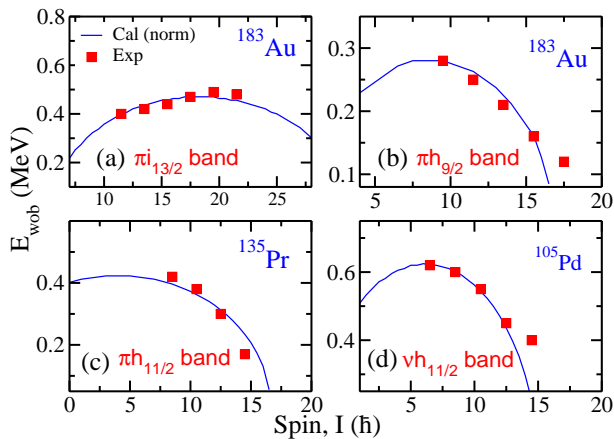 Cal (norm)
Exp
¹⁸³Au
(a) πi₁₃/₂ band
0.8
0.6
0.4
0.2
10 15 20 25
¹⁸³Au
(b) πh₉/₂ band
0.3
0.2
0.1
5 10 15 20
E_wob (MeV)
¹³⁵Pr
(c) πh₁₁/₂ band
0.4
0.2
0 5 10 15 20
¹⁰⁵Pd
(d) νh₁₁/₂ band
0.6
0.4
5 10 15 20
Spin, I (ħ)